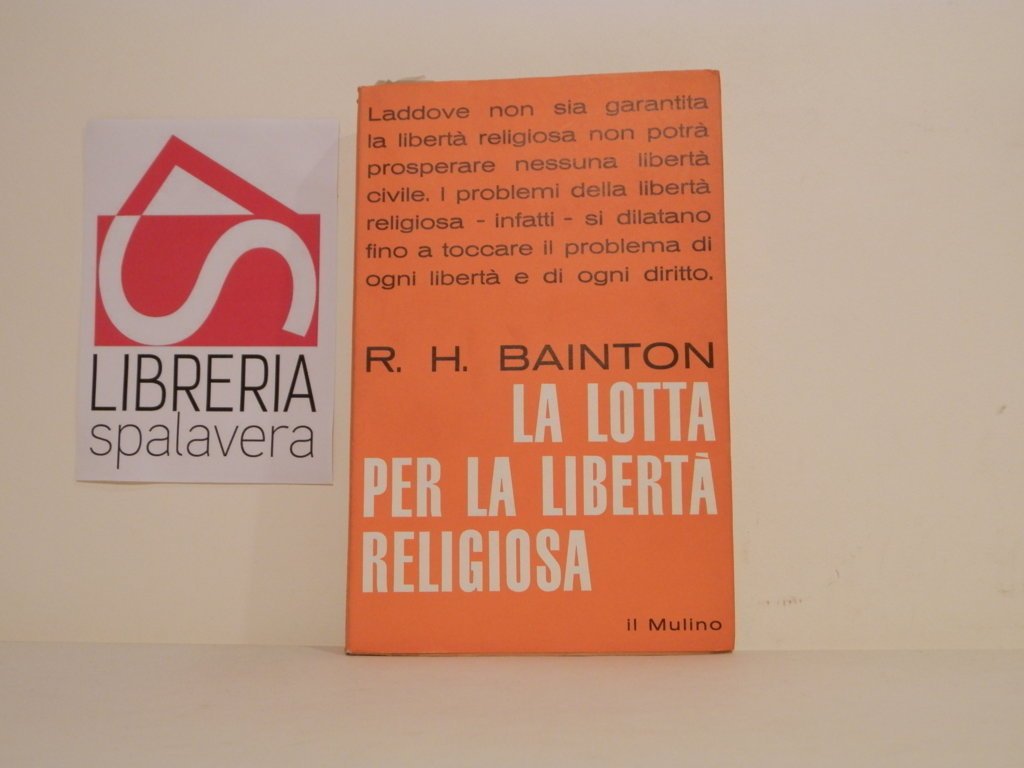 LIBRERIA
spalavera
Laddove non sia garantita
la libertà religiosa non potrà
prosperare nessuna libertà
civile. I problemi della libertà
religiosa - infatti - si dilatano
fino a toccare il problema di
ogni libertà e di ogni diritto.
R. H. BAINTON
LA LOTTA
PER LA LIBERTÀ
RELIGIOSA
il Mulino